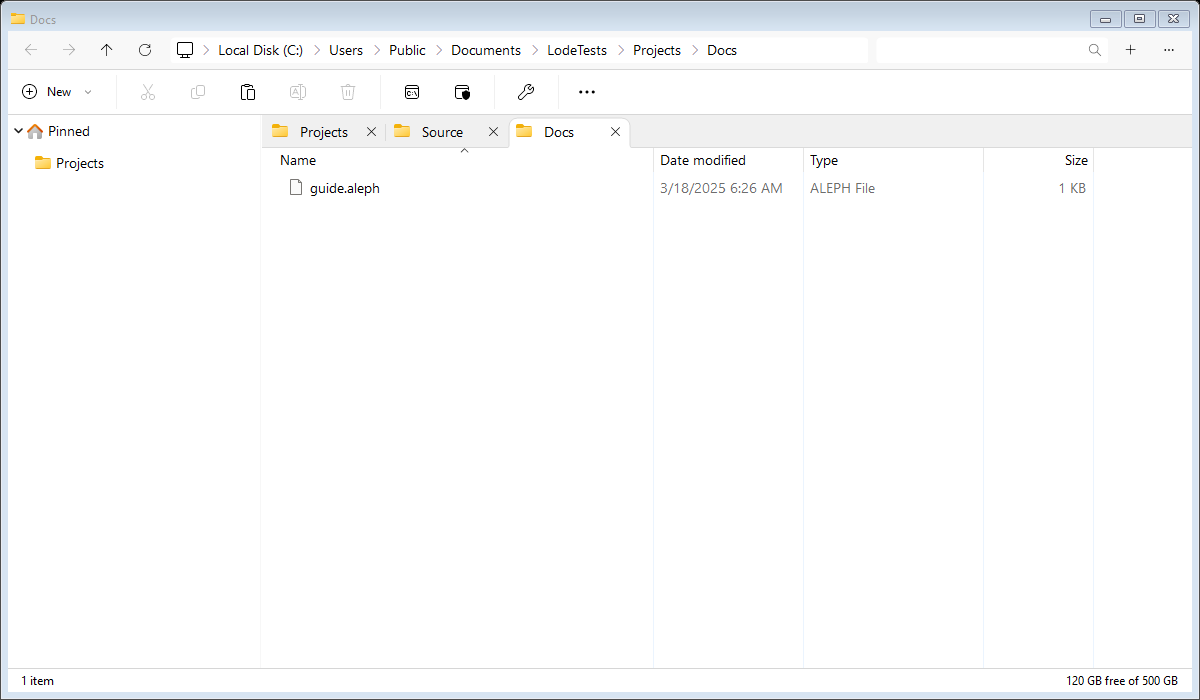 Docs
Local Disk (C:) Users Public Documents LodeTests Projects Docs
New
Pinned
Projects
Projects Source Docs
Name Date modified Type Size
guide.aleph 3/18/2025 6:26 AM ALEPH File 1 KB
1 item
120 GB free of 500 GB